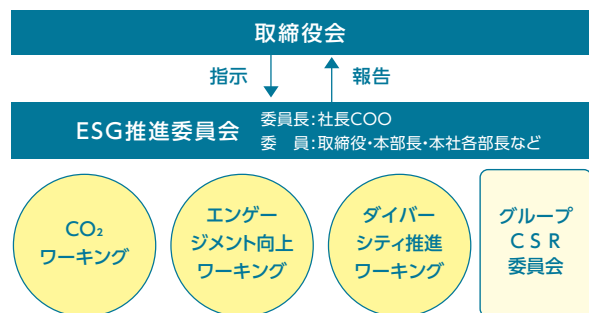 取締役会
指示
報告
ESG推進委員会
委員長:社長COO
委　員:取締役・本部長・本社各部長など
CO₂
ワーキング
エンゲー
ジメント向上
ワーキング
ダイバー
シティ推進
ワーキング
グループ
CSR
委員会